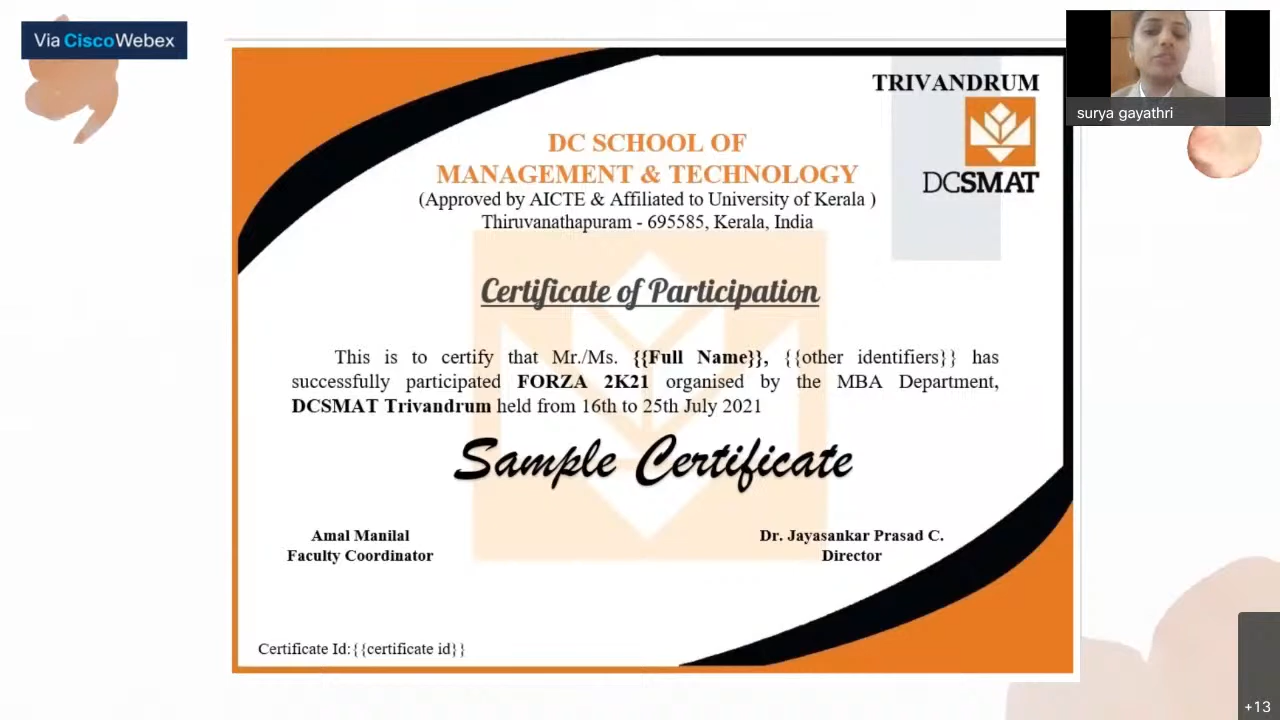 Via CiscoWebex
TRIVANDRUM
DCSMAT
surya gayathri
DC SCHOOL OF
MANAGEMENT & TECHNOLOGY
(Approved by AICTE & Affiliated to University of Kerala )
Thiruvanathapuram - 695585, Kerala, India
Certificate of Participation
This is to certify that Mr./Ms. {{Full Name}}, {{other identifiers}} has
successfully participated FORZA 2K21 organised by the MBA Department,
DCSMAT Trivandrum held from 16th to 25th July 2021
Sample Certificate
Amal Manilal
Faculty Coordinator
Dr. Jayasankar Prasad C.
Director
Certificate Id:{{certificate id}}
+13